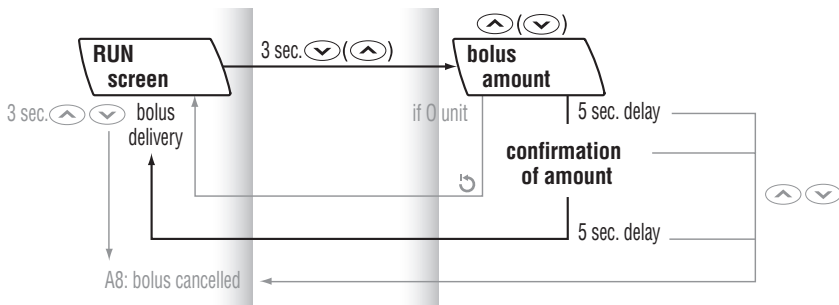 RUN
screen
3 sec. ( )
bolus
amount
( )
3 sec.
bolus
delivery
if 0 unit
5 sec. delay
confirmation
of amount
5 sec. delay
A8: bolus cancelled